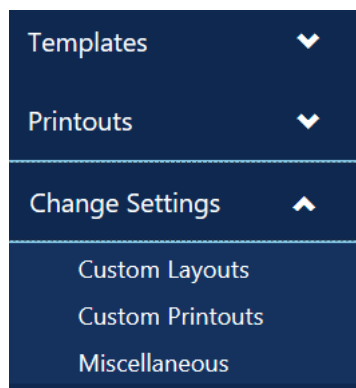 Templates
Printouts
Change Settings
Custom Layouts
Custom Printouts
Miscellaneous